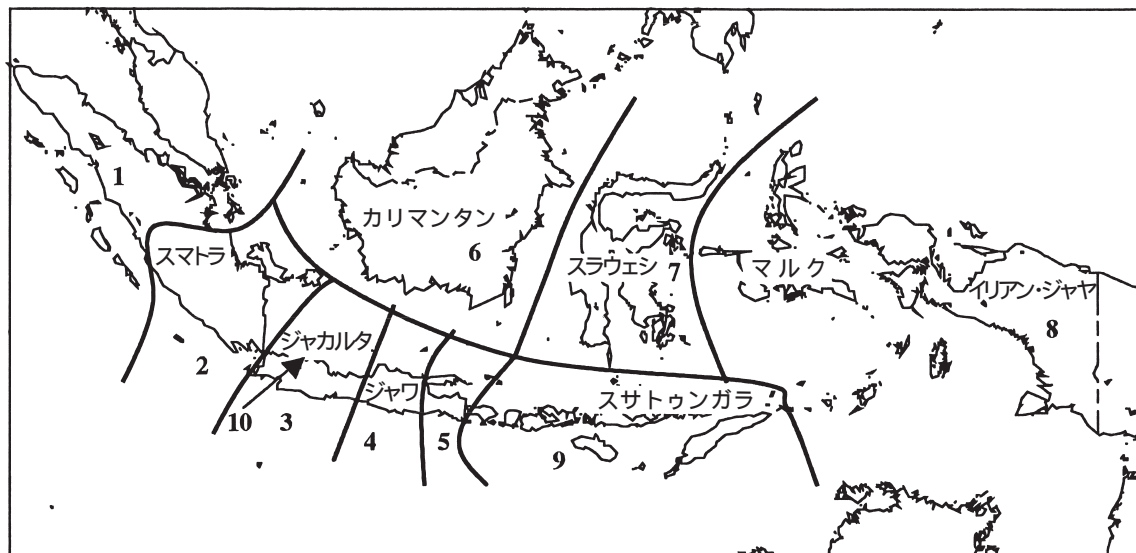 1
カリマンタン
スマトラ
6
スラウェシ
7
マルク
イリアン・ジャヤ
8
ジャカルタ
2
ジャワ
スサトゥンガラ
10
3
4
5
9